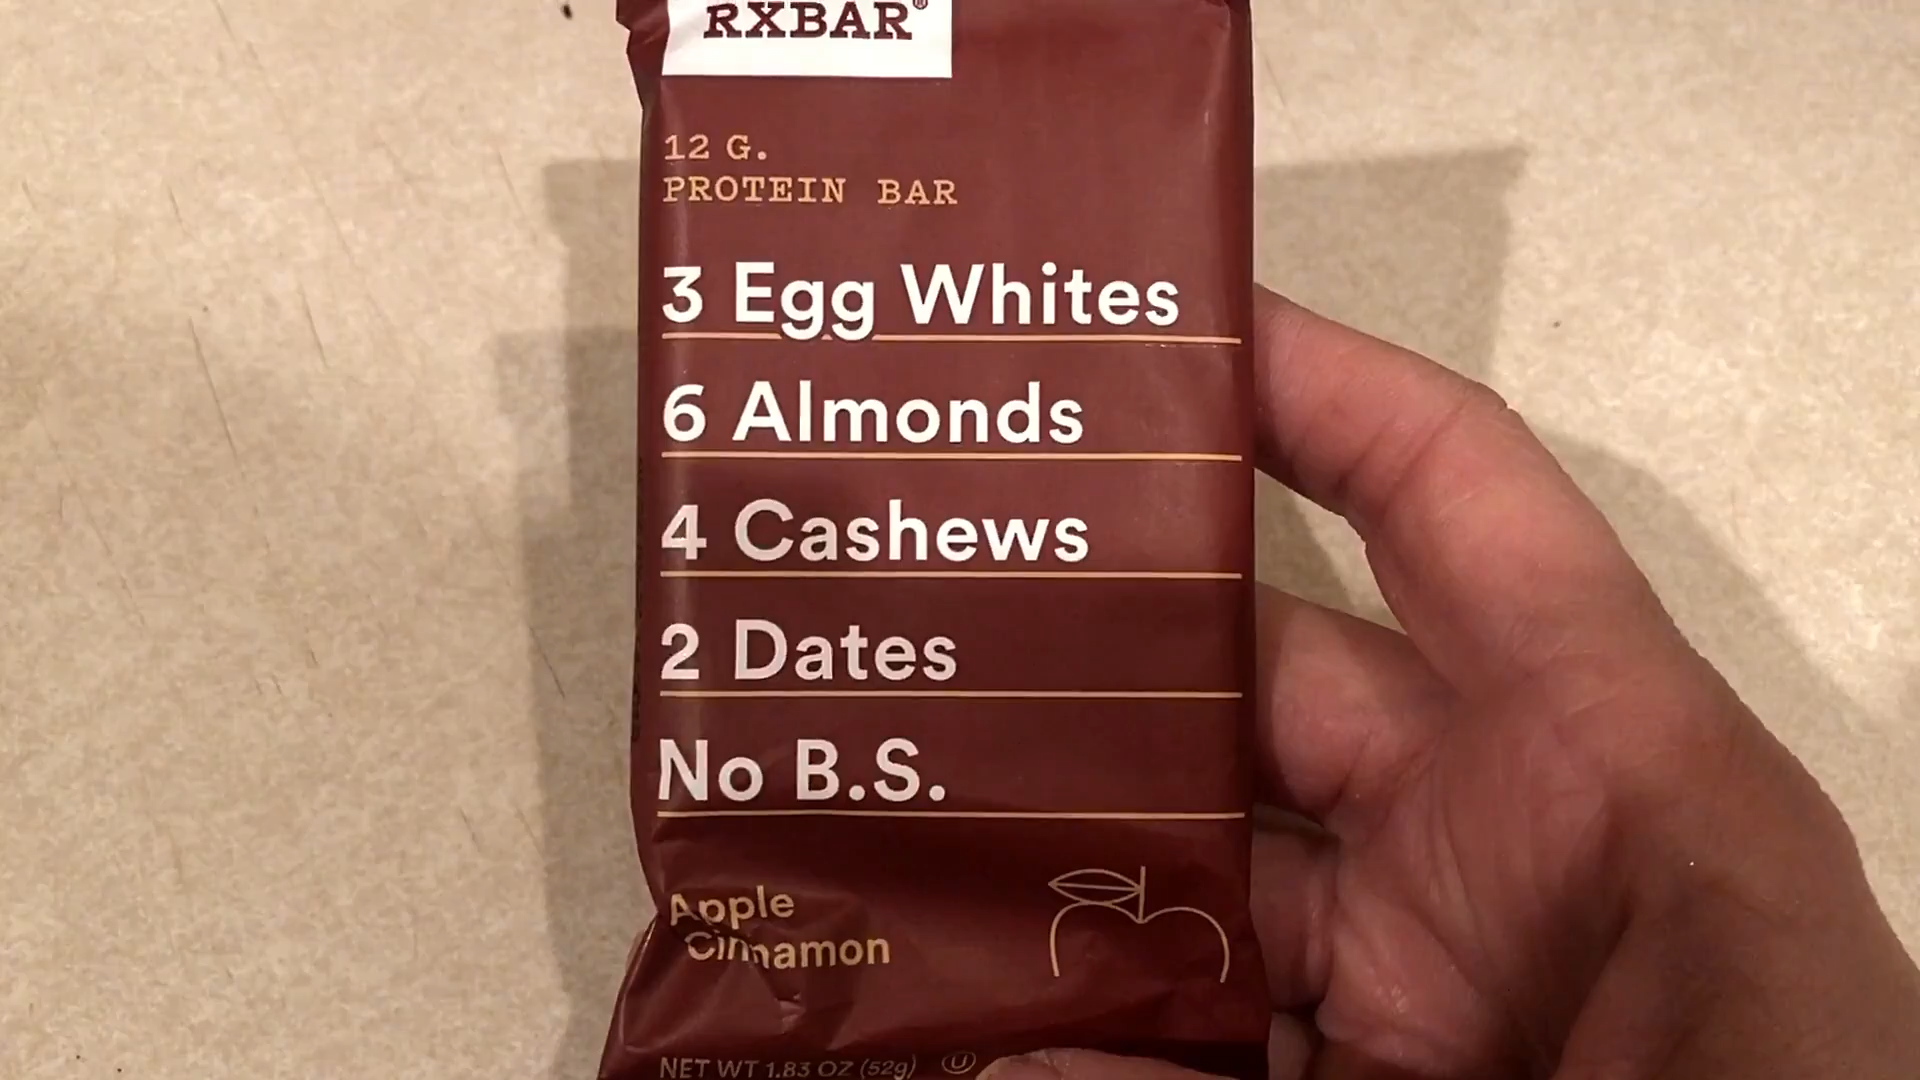 RXBAR®
12 G.
PROTEIN BAR
3 Egg Whites
6 Almonds
4 Cashews
2 Dates
No B.S.
Apple
Cinnamon
NET WT 1.83 OZ (52g) U